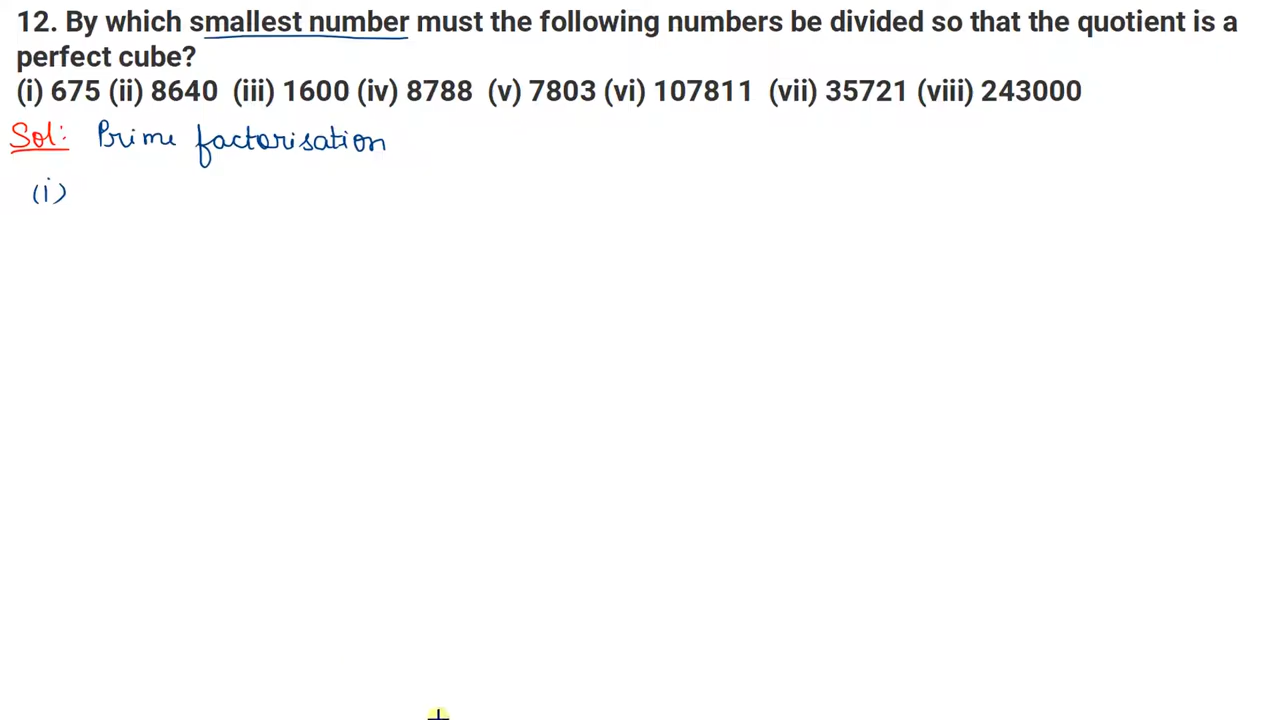 12. By which smallest number must the following numbers be divided so that the quotient is a
perfect cube?
(i) 675 (ii) 8640 (iii) 1600 (iv) 8788 (v) 7803 (vi) 107811 (vii) 35721 (viii) 243000
Sol: Prime factorisation
(i)